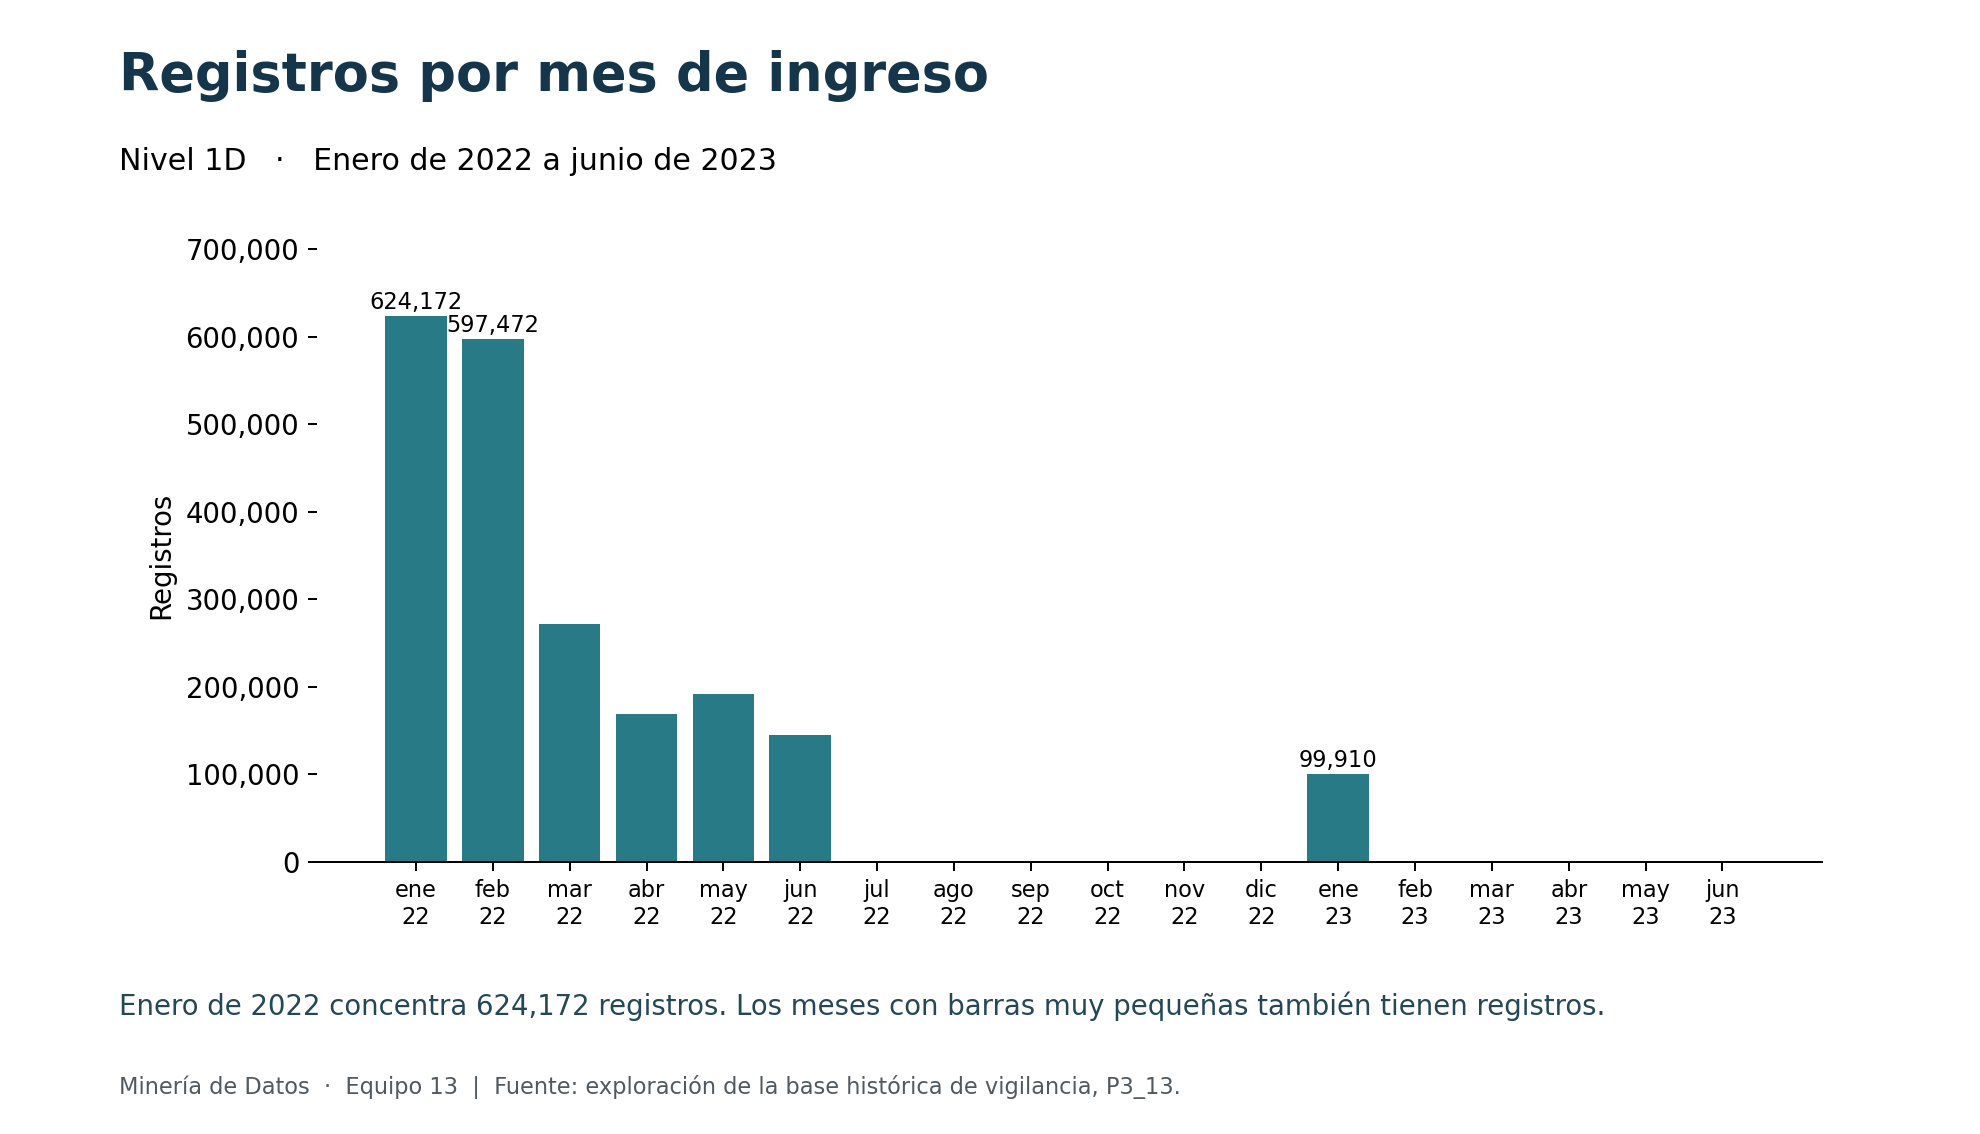 Registros por mes de ingreso
Nivel 1D · Enero de 2022 a junio de 2023
Registros
700,000
600,000
500,000
400,000
300,000
200,000
100,000
0
624,172
597,472
99,910
ene feb mar abr may jun jul ago sep oct nov dic ene feb mar abr may jun
22 22 22 22 22 22 22 22 22 22 22 22 23 23 23 23 23 23
Enero de 2022 concentra 624,172 registros. Los meses con barras muy pequeñas también tienen registros.
Minería de Datos · Equipo 13 | Fuente: exploración de la base histórica de vigilancia, P3_13.